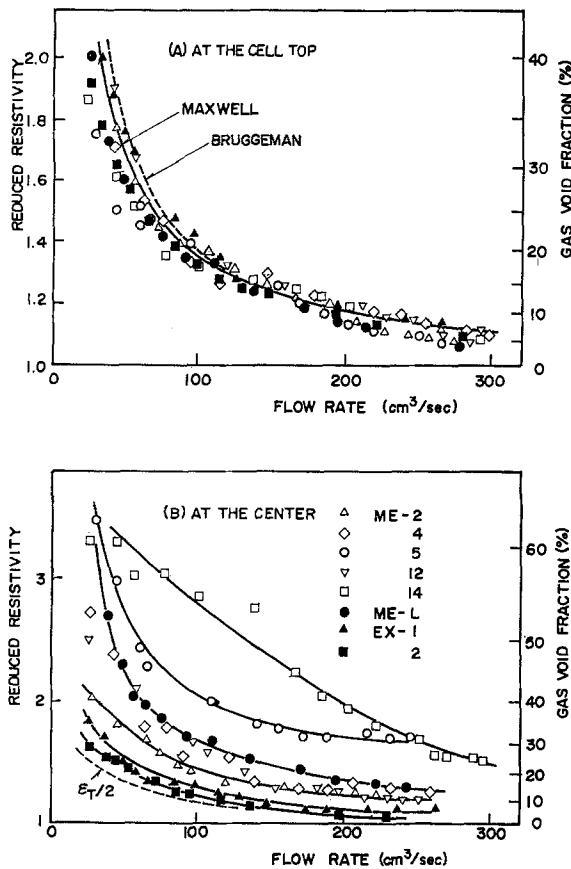 (A) AT THE CELL TOP
REDUCED RESISTIVITY
2.0
1.8
1.6
1.4
1.2
1.0
MAXWELL
BRUGGEMAN
GAS VOID FRACTION (%)
40
30
20
10
0
0
100
200
300
FLOW RATE (cm³/sec)
(B) AT THE CENTER
REDUCED RESISTIVITY
3
2
1
ME-2
4
5
12
14
ME-L
EX-1
2
GAS VOID FRACTION (%)
60
50
40
30
20
10
0
ε_T/2
0
100
200
300
FLOW RATE (cm³/sec)